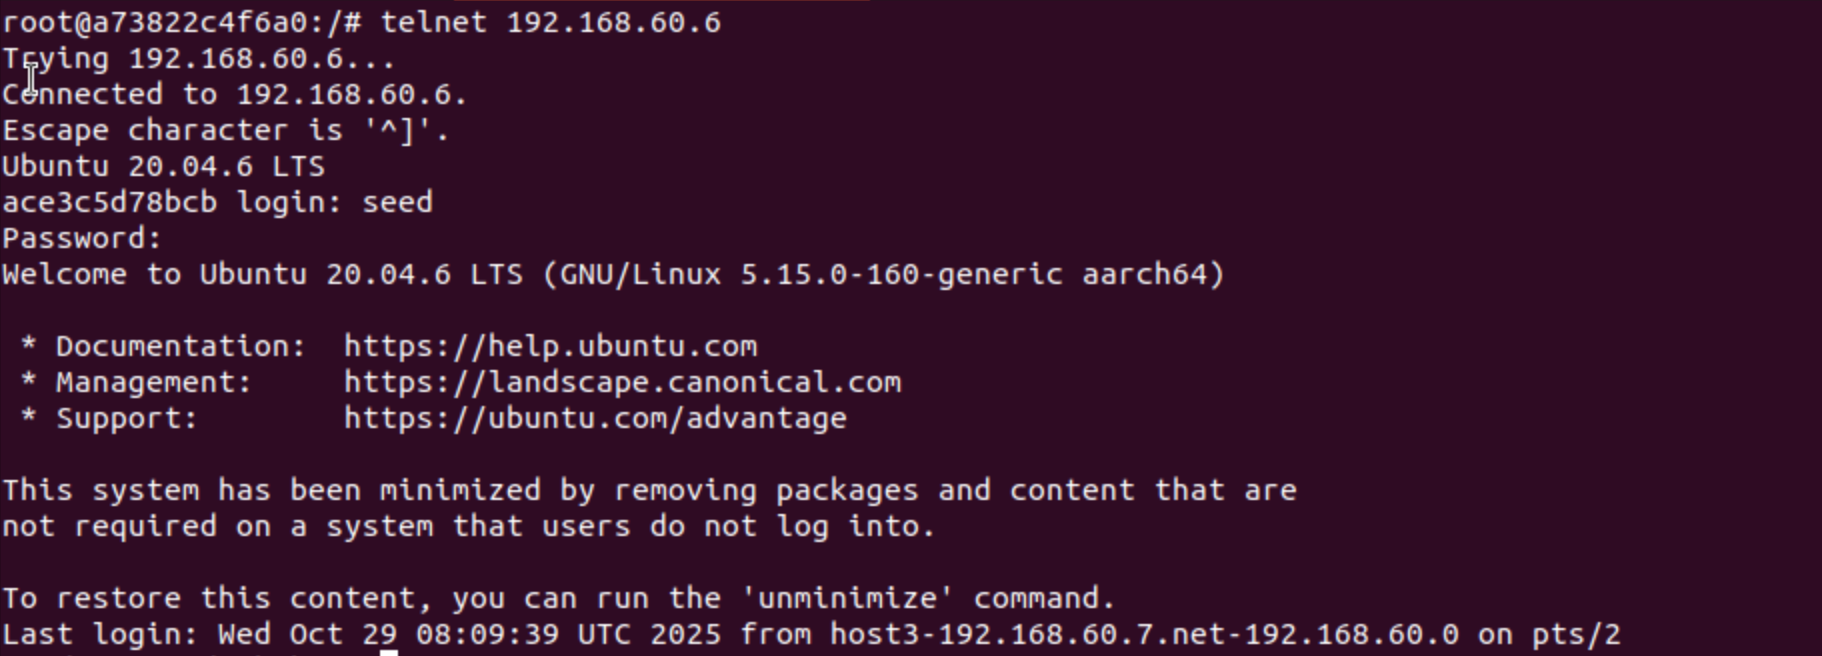 root@a73822c4f6a0:/# telnet 192.168.60.6
Trying 192.168.60.6...
Connected to 192.168.60.6.
Escape character is '^]'.
Ubuntu 20.04.6 LTS
ace3c5d78bcb login: seed
Password:
Welcome to Ubuntu 20.04.6 LTS (GNU/Linux 5.15.0-160-generic aarch64)
 * Documentation:  https://help.ubuntu.com
 * Management:     https://landscape.canonical.com
 * Support:        https://ubuntu.com/advantage
This system has been minimized by removing packages and content that are
not required on a system that users do not log into.
To restore this content, you can run the 'unminimize' command.
Last login: Wed Oct 29 08:09:39 UTC 2025 from host3-192.168.60.7.net-192.168.60.0 on pts/2